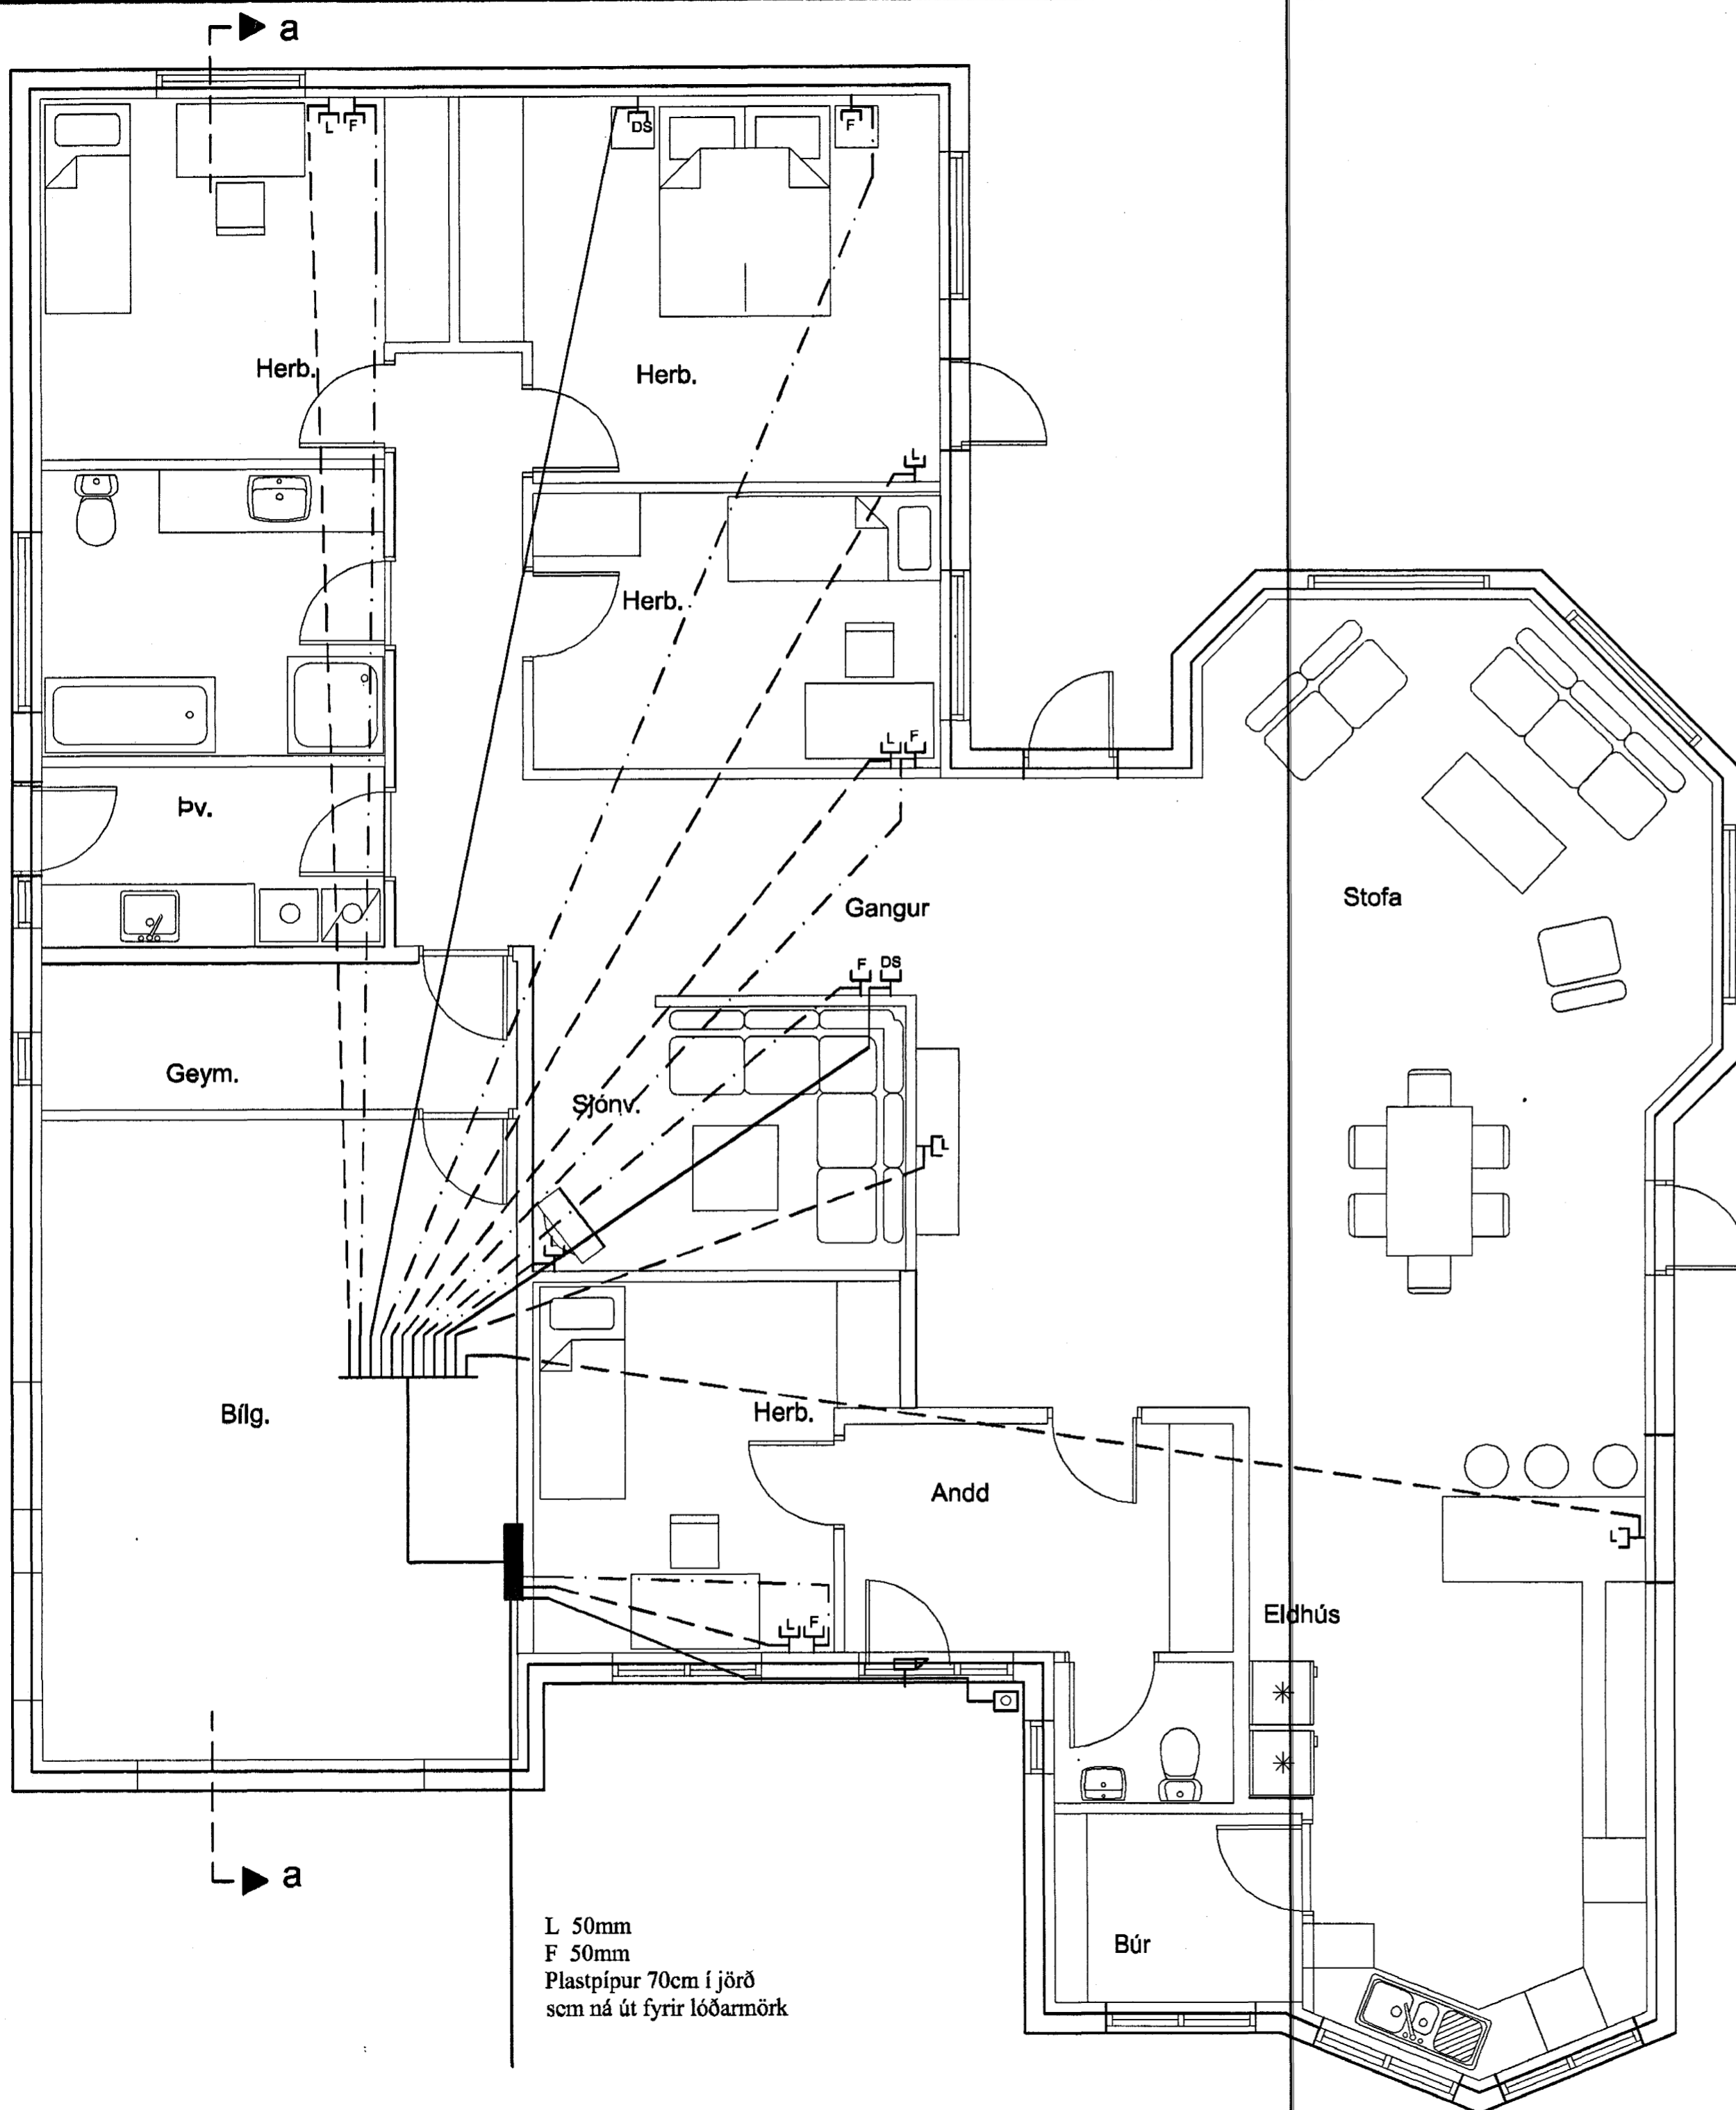 a
L F
DS
F
Herb.
Herb.
L
Herb.
L F
Þv.
Gangur
Stofa
F DS
Geym.
Sjónv.
L
L
Bílg.
Herb.
Andd
L
Eldhús
L F
a
L 50mm
F 50mm
Plastpípur 70cm í jörð
sem ná út fyrir lóðarmörk
Búr